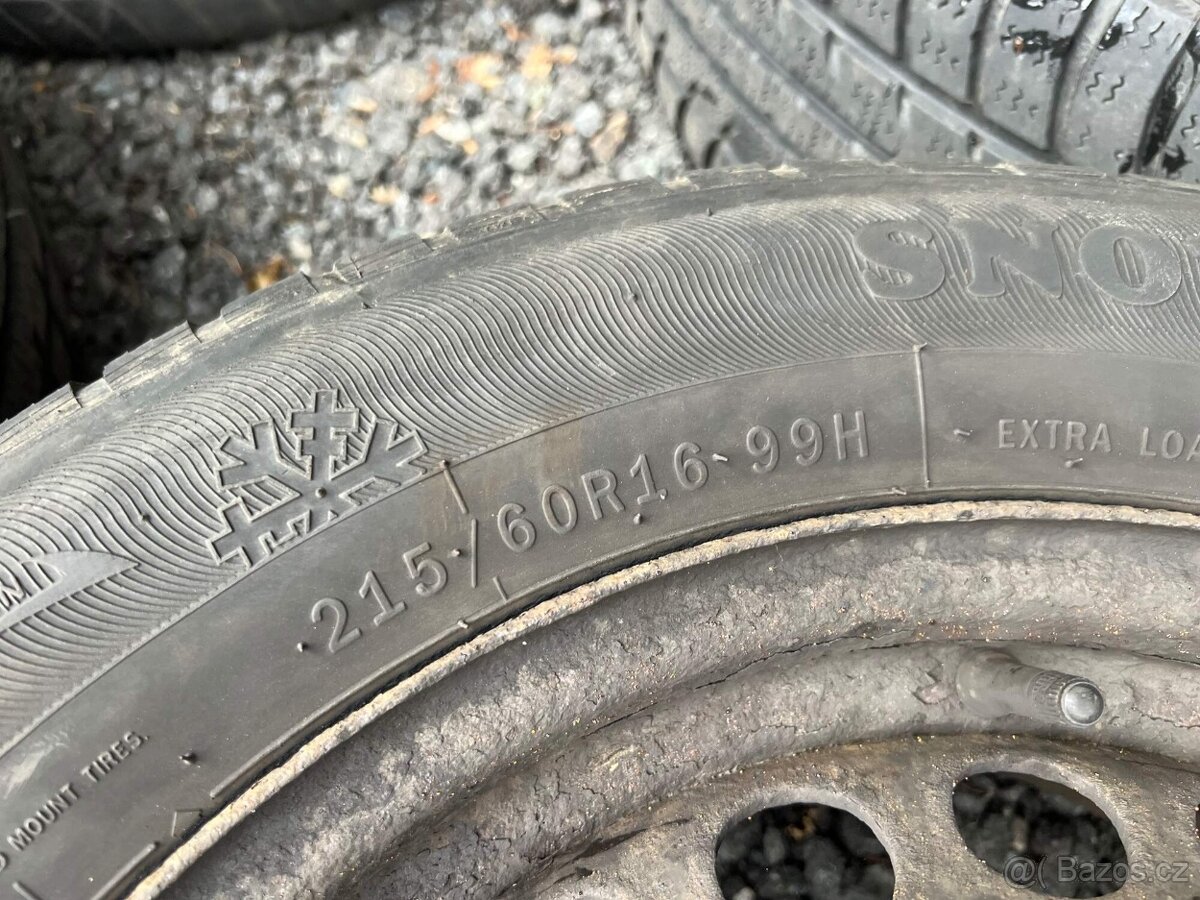 SNO
215/60R16 99H
EXTRA LOA
MOUNT TIRES.
Bazos.cz